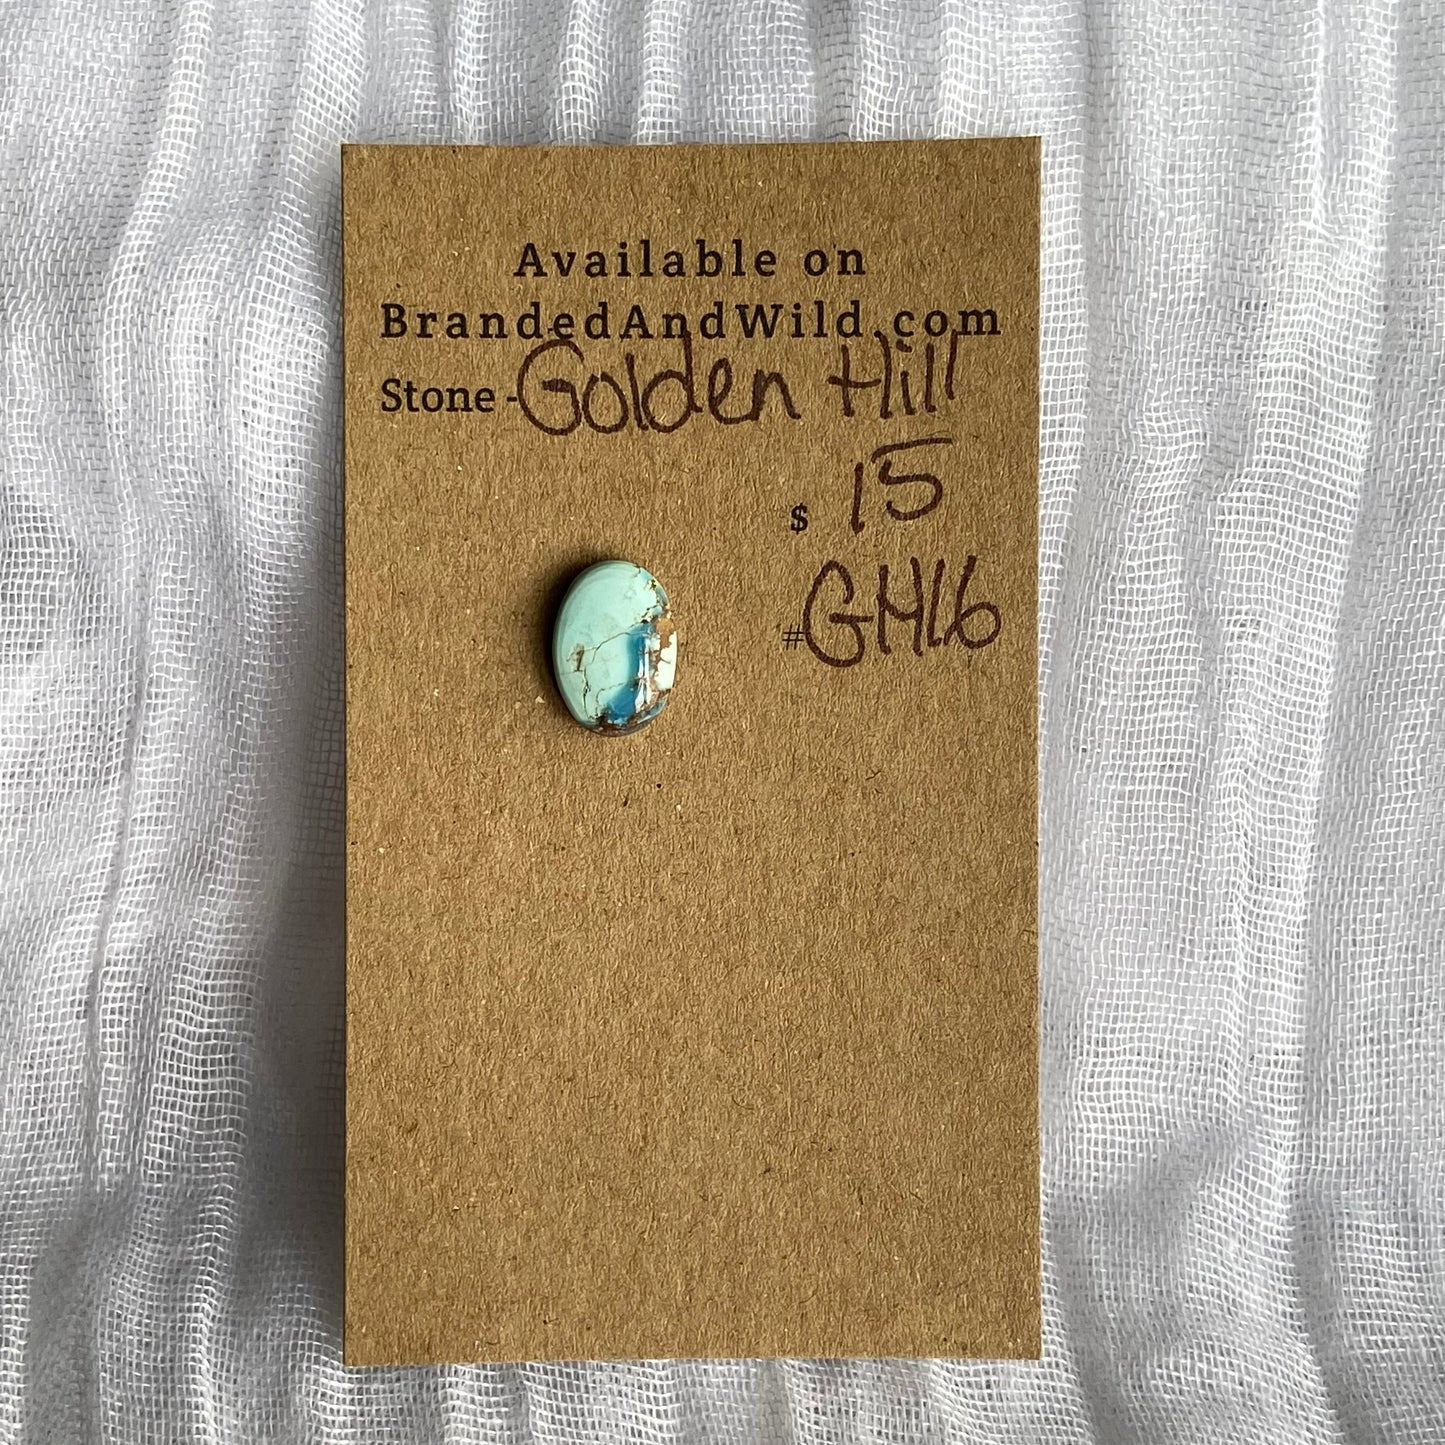 Available on
BrandedAndWild.com
Stone - Golden Hill
$ 15
# GH16